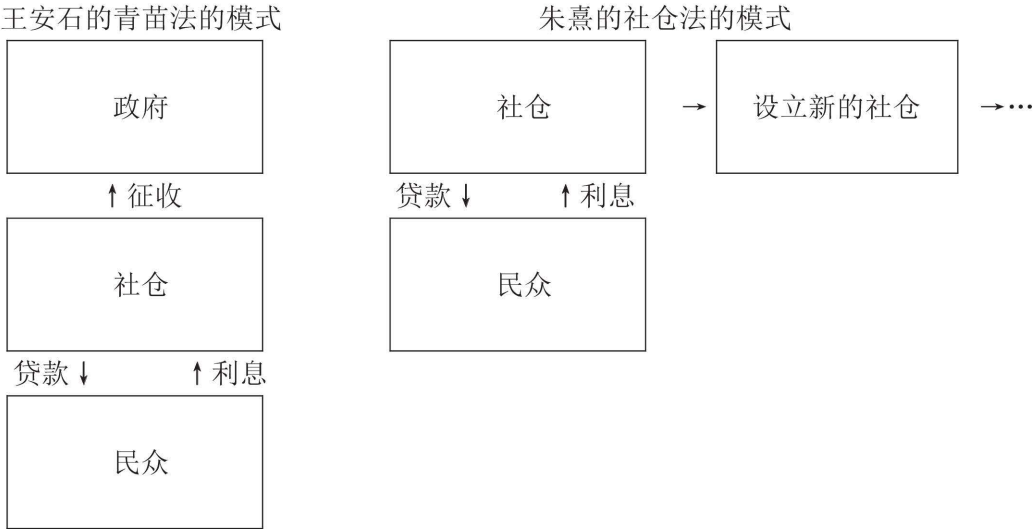 王安石的青苗法的模式
政府
↑征收
社仓
贷款↓ ↑利息
民众
朱熹的社仓法的模式
社仓 → 设立新的社仓 →…
贷款↓ ↑利息
民众